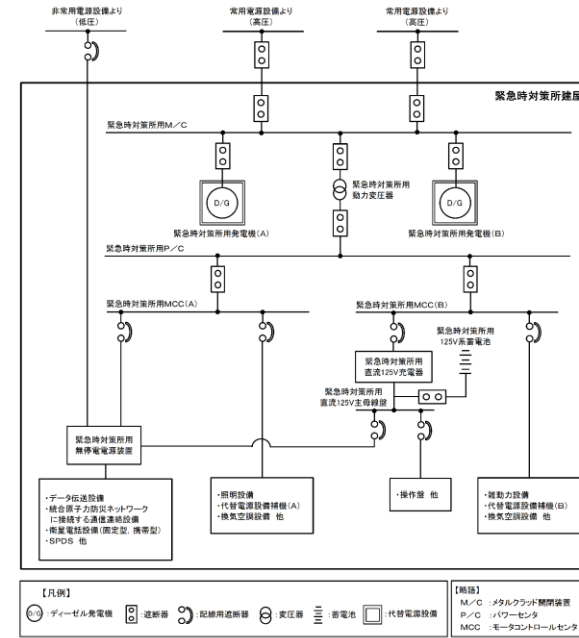 非常用電源設備より
(低圧)
常用電源設備より
(高圧)
常用電源設備より
(高圧)
緊急時対策所建屋
緊急時対策所用M/C
緊急時対策所用
動力変圧器
D/G
D/G
緊急時対策所用発電機(A)
緊急時対策所用発電機(B)
緊急時対策所用P/C
緊急時対策所用MCC(A)
緊急時対策所用MCC(B)
緊急時対策所用
125V系蓄電池
緊急時対策所用
直流125V充電器
緊急時対策所用
直流125V主母線盤
緊急時対策所用
無停電電源装置
・データ伝送設備
・統合原子力防災ネットワーク
に接続する通信連絡設備
・衛星電話設備(固定型, 携帯型)
・SPDS 他
・照明設備
・代替電源設備補機(A)
・換気空調設備 他
・操作盤 他
・雑動力設備
・代替電源設備補機(B)
・換気空調設備 他
【凡例】
D/G :ディーゼル発電機 :遮断器 :配線用遮断器 :変圧器 :蓄電池 :代替電源設備
【略語】
M/C :メタルクラッド開閉装置
P/C :パワーセンタ
MCC :モータコントロールセンタ